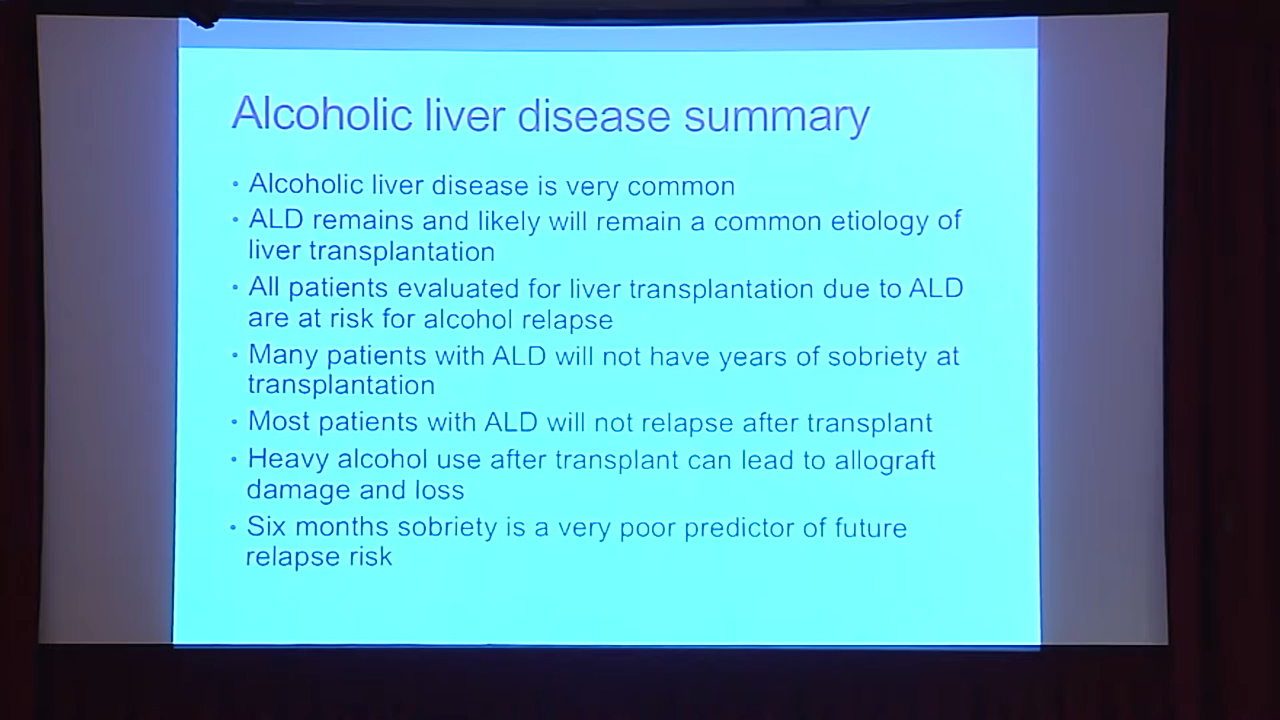 Alcoholic liver disease summary
• Alcoholic liver disease is very common
• ALD remains and likely will remain a common etiology of
liver transplantation
• All patients evaluated for liver transplantation due to ALD
are at risk for alcohol relapse
• Many patients with ALD will not have years of sobriety at
transplantation
• Most patients with ALD will not relapse after transplant
• Heavy alcohol use after transplant can lead to allograft
damage and loss
• Six months sobriety is a very poor predictor of future
relapse risk